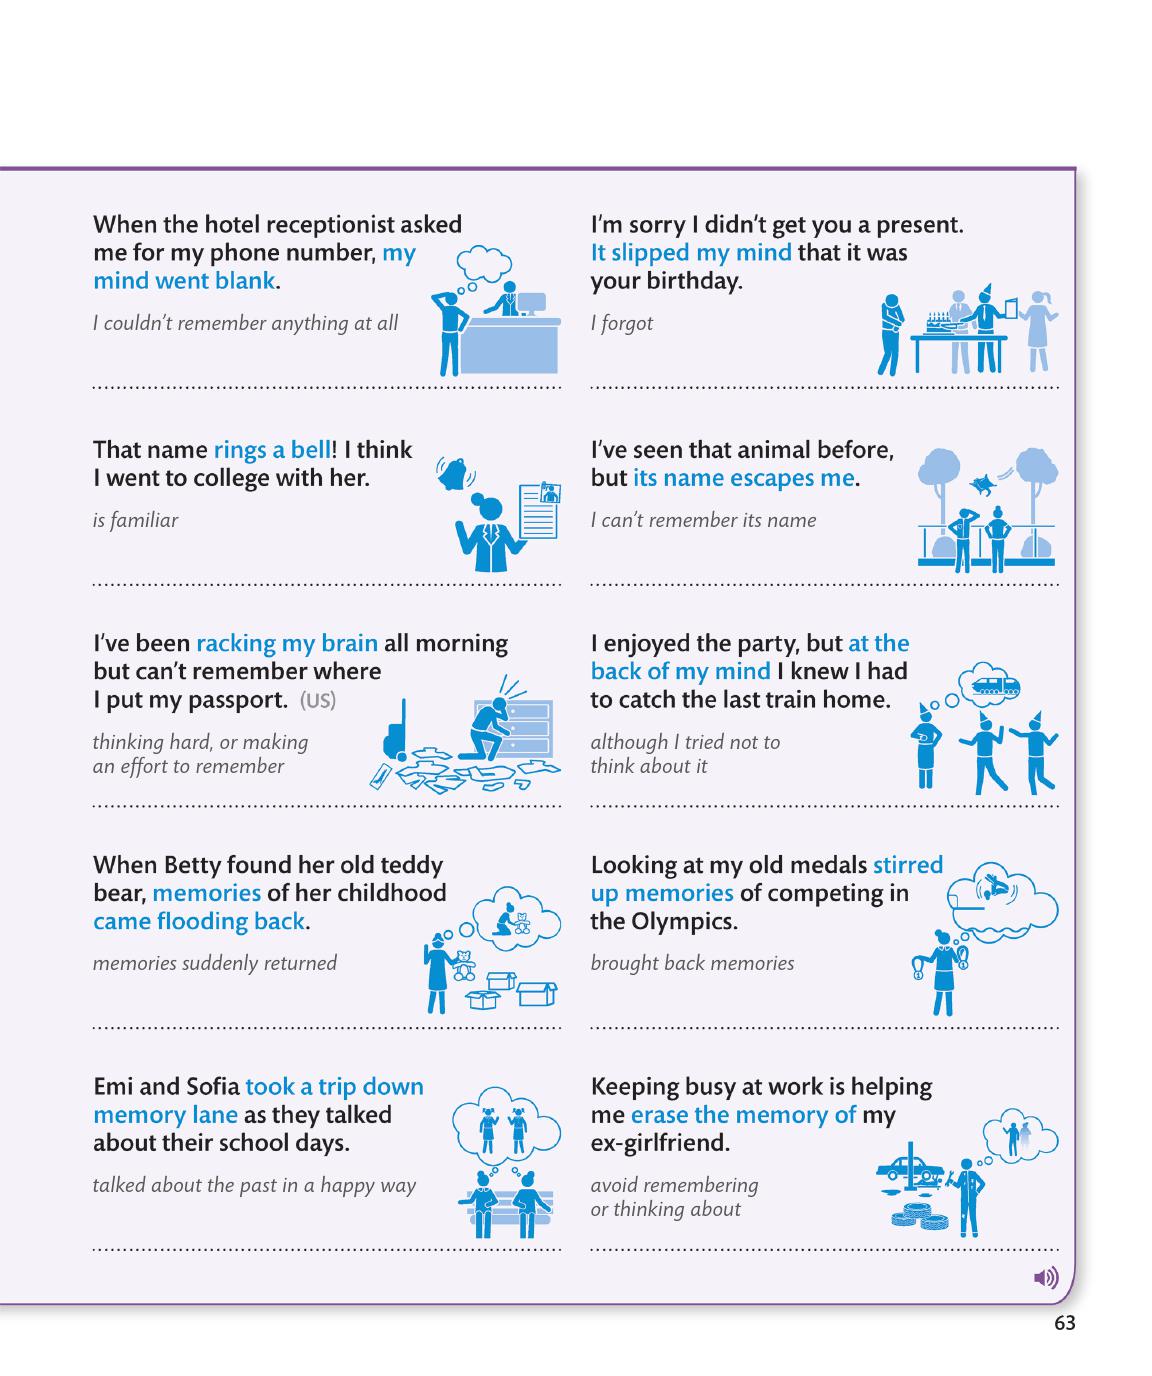 When the hotel receptionist asked
me for my phone number, my
mind went blank.
I couldn't remember anything at all
I'm sorry I didn't get you a present.
It slipped my mind that it was
your birthday.
I forgot
That name rings a bell! I think
I went to college with her.
is familiar
I've seen that animal before,
but its name escapes me.
I can't remember its name
I've been racking my brain all morning
but can't remember where
I put my passport. (US)
thinking hard, or making
an effort to remember
I enjoyed the party, but at the
back of my mind I knew I had
to catch the last train home.
although I tried not to
think about it
When Betty found her old teddy
bear, memories of her childhood
came flooding back.
memories suddenly returned
Looking at my old medals stirred
up memories of competing in
the Olympics.
brought back memories
Emi and Sofia took a trip down
memory lane as they talked
about their school days.
talked about the past in a happy way
Keeping busy at work is helping
me erase the memory of my
ex-girlfriend.
avoid remembering
or thinking about
63